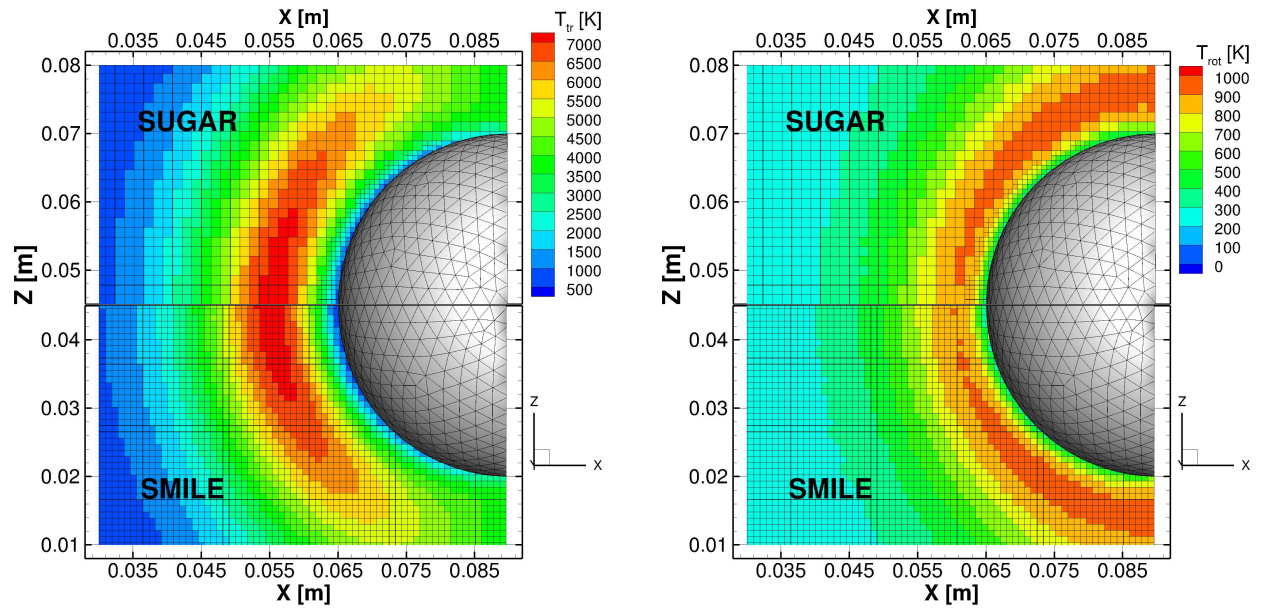 X [m]
0.035 0.045 0.055 0.065 0.075 0.085
T_tr [K]
7000
6500
6000
5500
5000
4500
4000
3500
3000
2500
2000
1500
1000
500
0.08
0.07
0.06
0.05
0.04
0.03
0.02
0.01
Z [m]
SUGAR
SMILE
Z
Y
X
0.035 0.045 0.055 0.065 0.075 0.085
X [m]
X [m]
0.035 0.045 0.055 0.065 0.075 0.085
T_rot [K]
1000
900
800
700
600
500
400
300
200
100
0
0.08
0.07
0.06
0.05
0.04
0.03
0.02
0.01
Z [m]
SUGAR
SMILE
Z
Y
X
0.035 0.045 0.055 0.065 0.075 0.085
X [m]